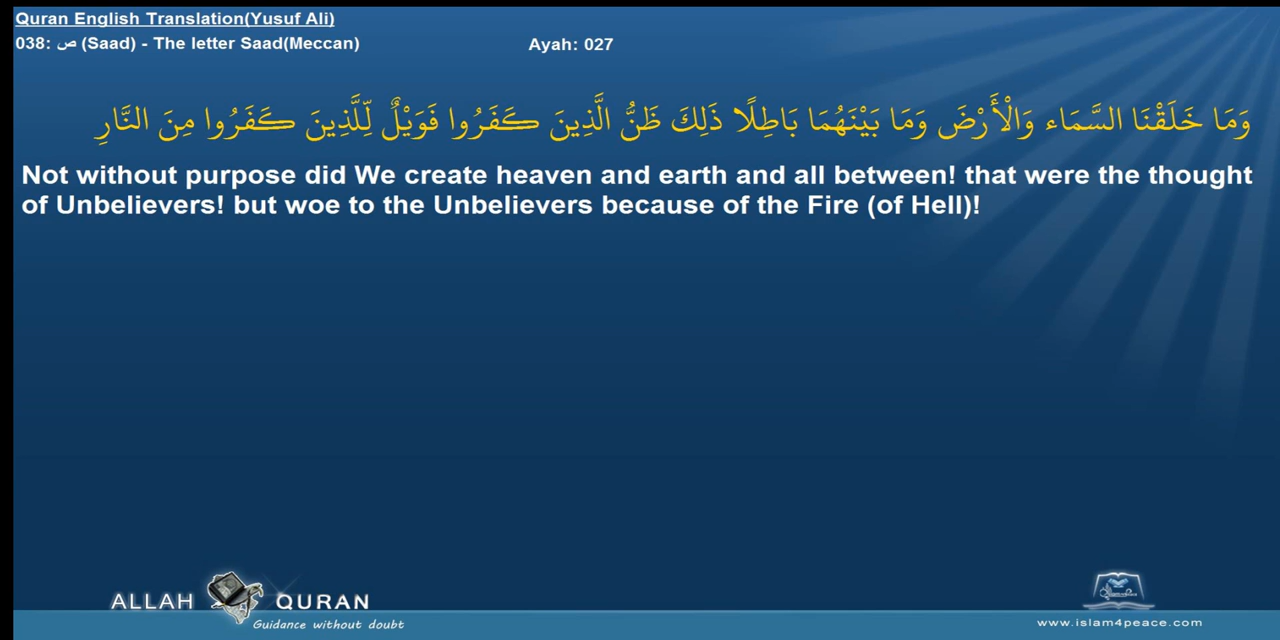 Quran English Translation(Yusuf Ali)
038: ص (Saad) - The letter Saad(Meccan) Ayah: 027
وَمَا خَلَقْنَا السَّمَاء وَالْأَرْضَ وَمَا بَيْنَهُمَا بَاطِلًا ذَلِكَ ظَنُّ الَّذِينَ كَفَرُوا فَوَيْلٌ لِّلَّذِينَ كَفَرُوا مِنَ النَّارِ
Not without purpose did We create heaven and earth and all between! that were the thought
of Unbelievers! but woe to the Unbelievers because of the Fire (of Hell)!
ALLAH QURAN
Guidance without doubt
www.islam4peace.com